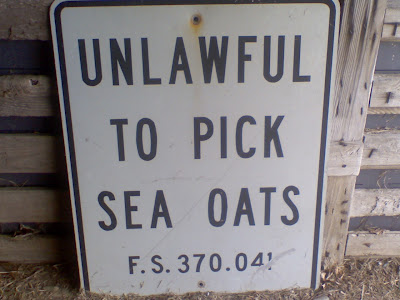 UNLAWFUL
TO PICK
SEA OATS
F.S. 370.041